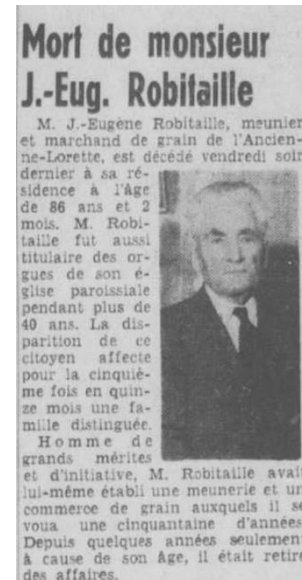 Mort de monsieur
J.-Eug. Robitaille
M. J.-Eugène Robitaille, meunier
et marchand de grain de l'Ancien-
ne-Lorette, est décédé vendredi soir
dernier à sa ré-
sidence à l'âge
de 86 ans et 2
mois. M. Robi-
taille fut aussi
titulaire des or-
gues de son é-
glise paroissiale
pendant plus de
40 ans. La dis-
parition de ce
citoyen affecte
pour la cinquiè-
me fois en quin-
ze mois une fa-
mille distinguée.
Homme de
grands mérites
et d'initiative, M. Robitaille avait
lui-même établi une meunerie et un
commerce de grain auxquels il se
voua une cinquantaine d'années.
Depuis quelques années seulement
à cause de son âge, il était retiré
des affaires.